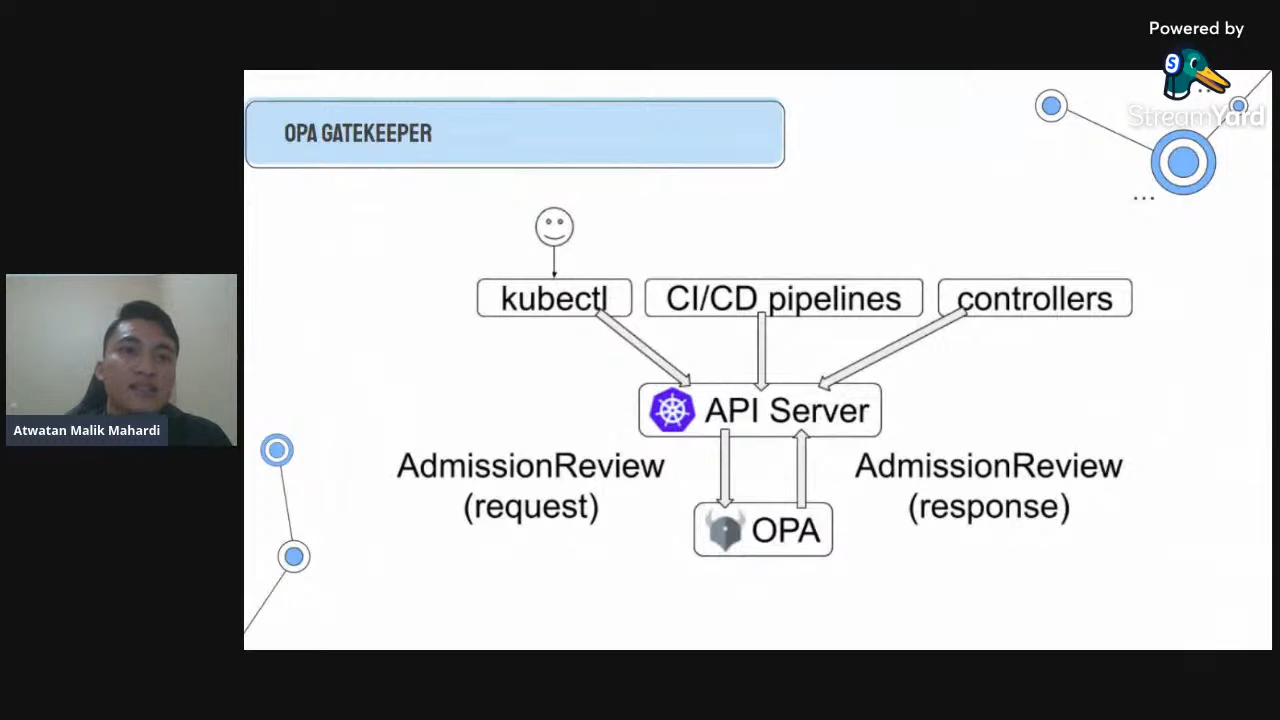 Powered by
S
StreamYard
OPA GATEKEEPER
kubectl
CI/CD pipelines
controllers
API Server
AdmissionReview
(request)
AdmissionReview
(response)
OPA
Atwatan Malik Mahardi